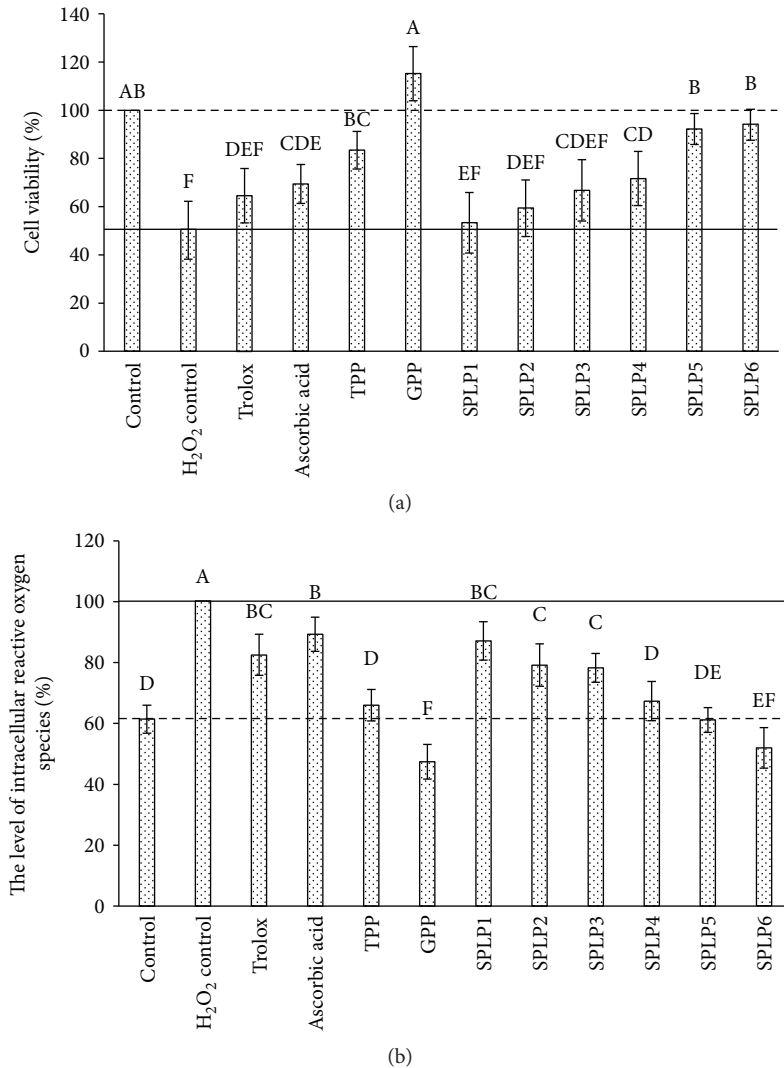 140
120
100
80
60
40
20
0
Cell viability (%)
AB
F
DEF
CDE
BC
A
EF
DEF
CDEF
CD
B
B
Control
H₂O₂ control
Trolox
Ascorbic acid
TPP
GPP
SPLP1
SPLP2
SPLP3
SPLP4
SPLP5
SPLP6
(a)
120
100
80
60
40
20
0
The level of intracellular reactive oxygen
species (%)
D
A
BC
B
D
F
BC
C
C
D
DE
EF
Control
H₂O₂ control
Trolox
Ascorbic acid
TPP
GPP
SPLP1
SPLP2
SPLP3
SPLP4
SPLP5
SPLP6
(b)